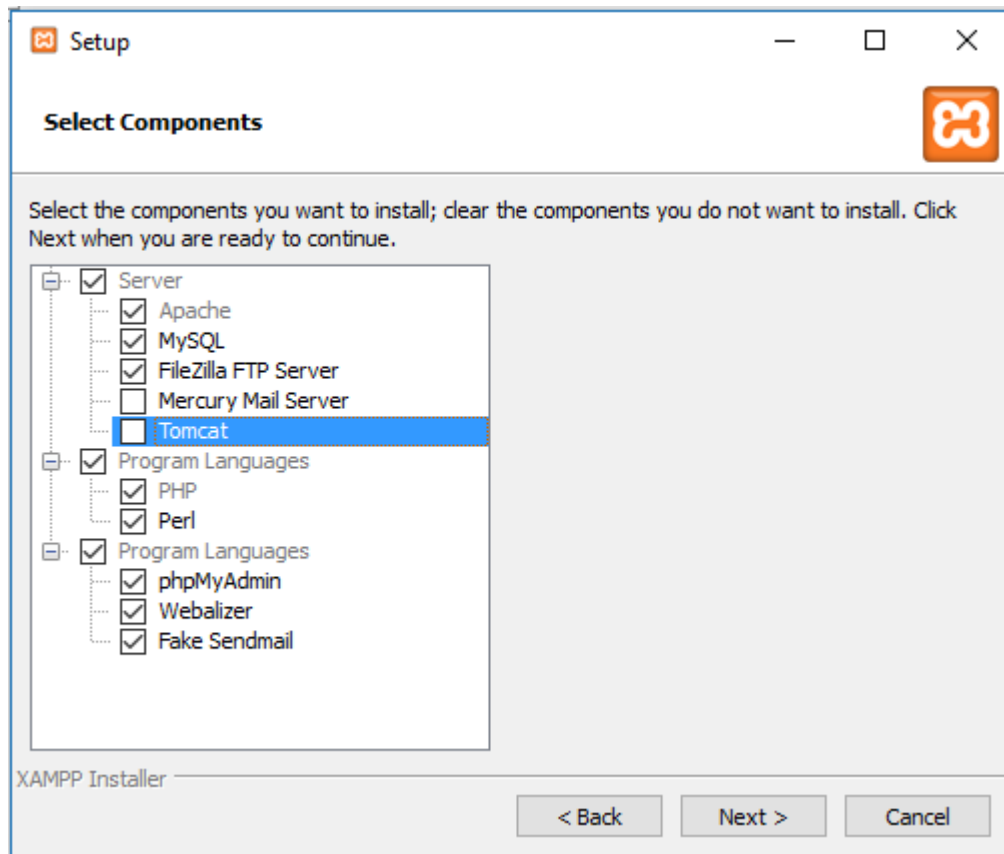 Setup
Select Components
Select the components you want to install; clear the components you do not want to install. Click
Next when you are ready to continue.
Server
Apache
MySQL
FileZilla FTP Server
Mercury Mail Server
Tomcat
Program Languages
PHP
Perl
Program Languages
phpMyAdmin
Webalizer
Fake Sendmail
XAMPP Installer
< Back Next > Cancel